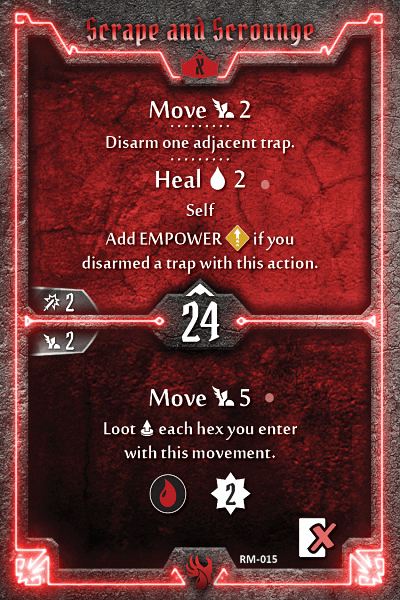 Scrape and Scrounge
א
Move 2
Disarm one adjacent trap.
Heal 2
Self
Add EMPOWER if you
disarmed a trap with this action.
2
24
2
Move 5
Loot each hex you enter
with this movement.
2
RM-015